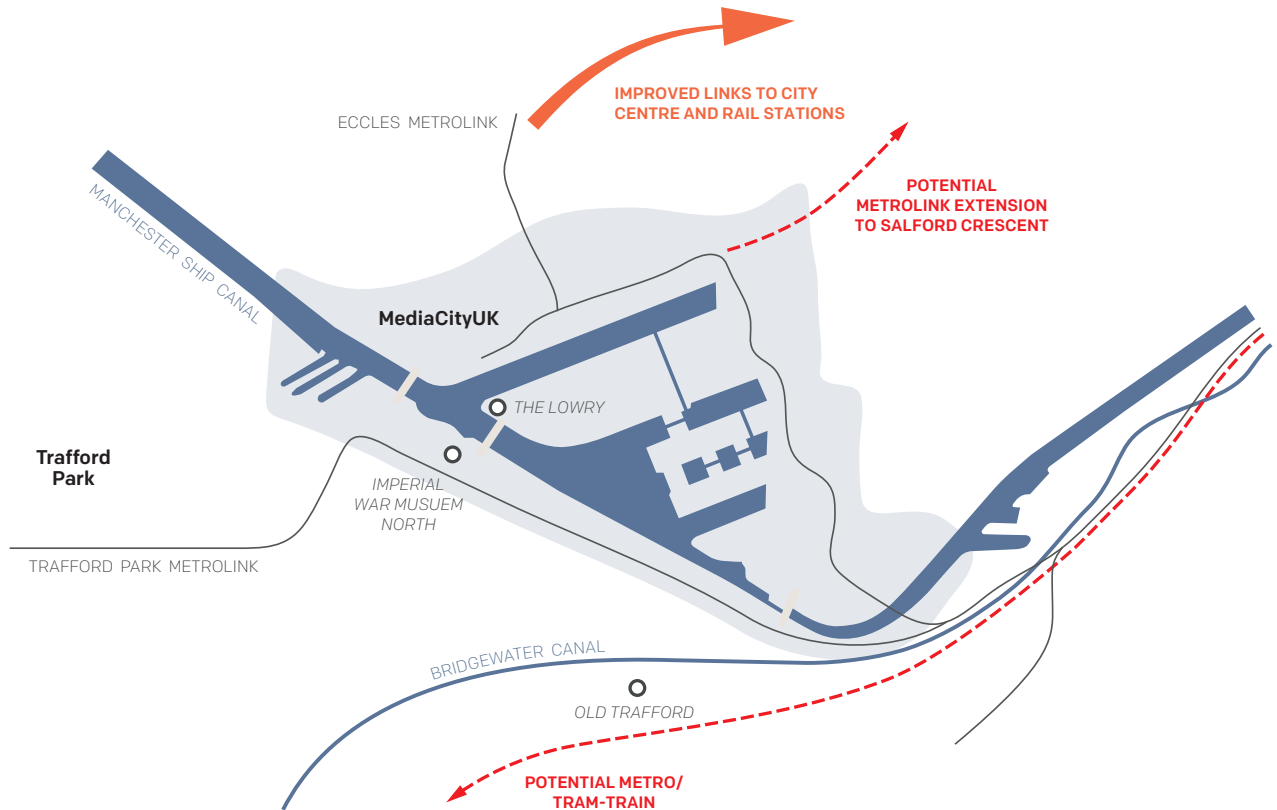 IMPROVED LINKS TO CITY
CENTRE AND RAIL STATIONS
ECCLES METROLINK
POTENTIAL
METROLINK EXTENSION
TO SALFORD CRESCENT
MANCHESTER SHIP CANAL
MediaCityUK
THE LOWRY
Trafford
Park
IMPERIAL
WAR MUSUEM
NORTH
TRAFFORD PARK METROLINK
BRIDGEWATER CANAL
OLD TRAFFORD
POTENTIAL METRO/
TRAM-TRAIN